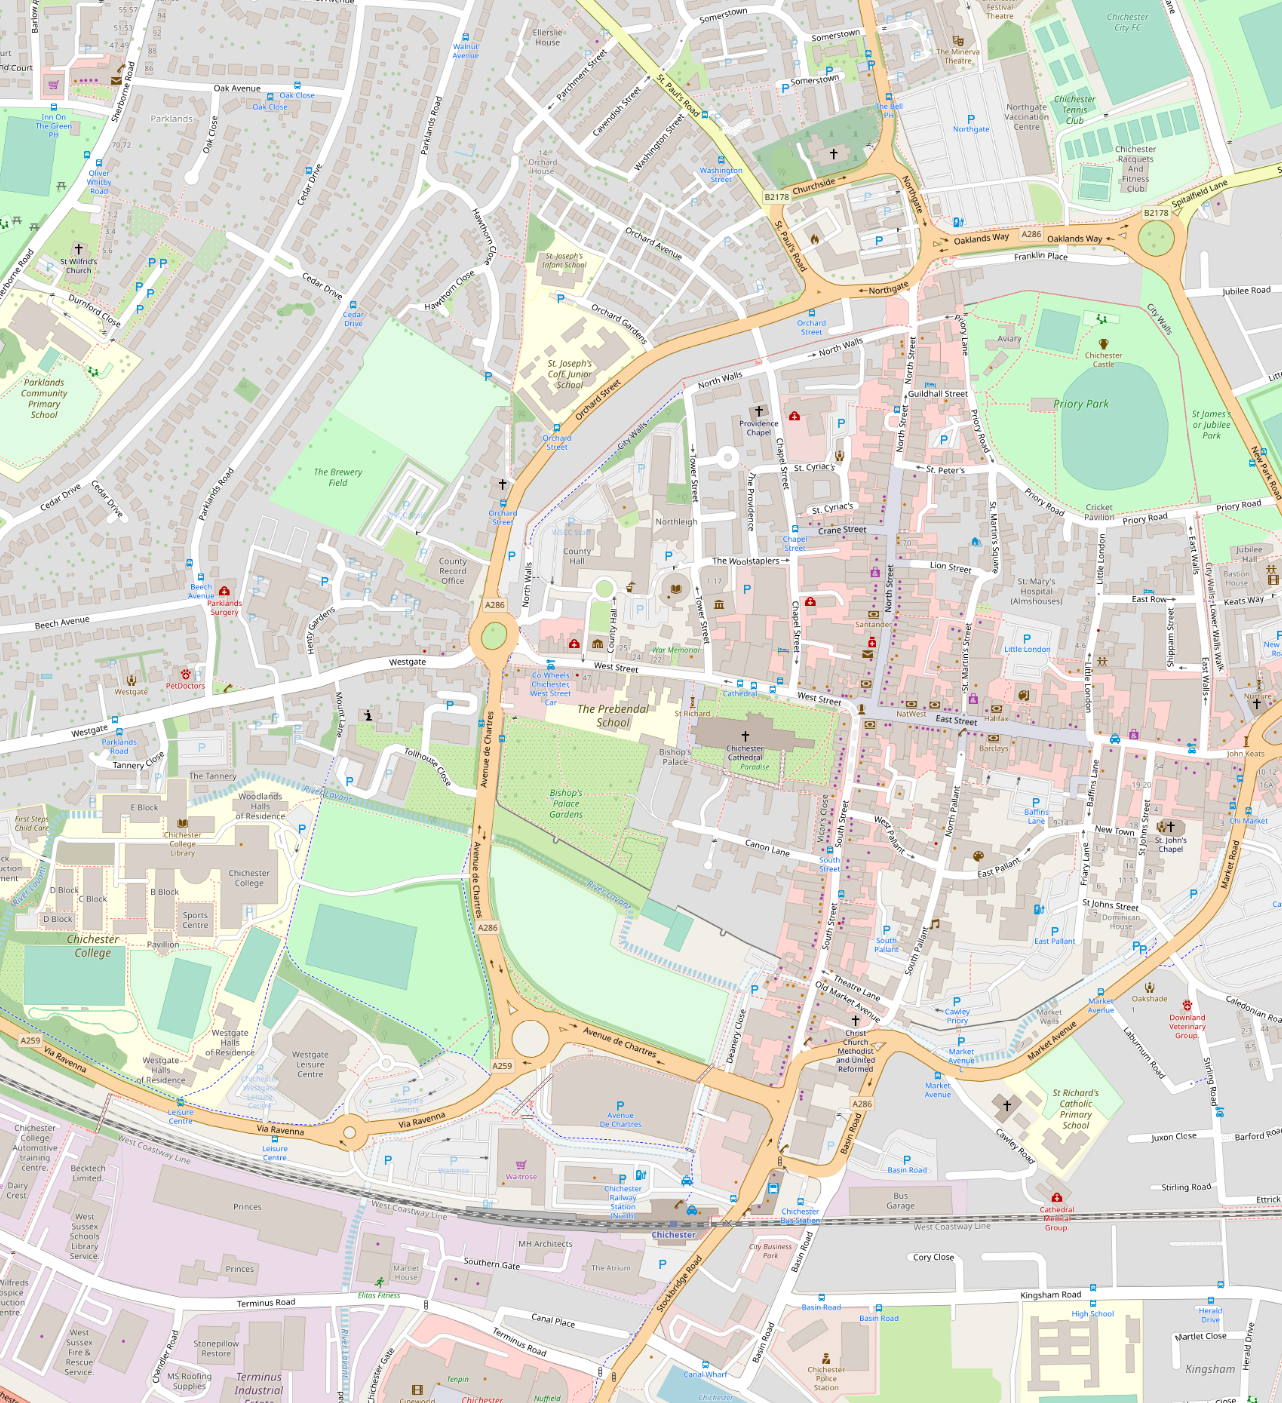 Somerstown
Festival
Theatre
Chichester
City FC
Ellerslie
House
Somerstown
The Minerva
Theatre
Walnut
Avenue
Parchment Street
Somerstown
St. Paul's Road
Sherborne Road
Oak Avenue
Oak Close
Oak Close
Inn On
The Green
PH
Parklands
Oak Close
Parklands Road
Cavendish Street
Washington Street
The Bell
PH
Northgate
Northgate
Vaccination
Centre
Chichester
Tennis
Club
Chichester
Racquets
And
Fitness
Club
Oliver
Whitby
Road
Cedar Drive
Orchard
House
Washington
Street
Churchside
Northgate
B2178
B2178
Spitalfield Lane
St Wilfrid's
Church
Hawthorn Close
Orchard Avenue
St. Paul's Road
Oaklands Way
A286
Oaklands Way
Franklin Place
St. Joseph's
Infant School
Durnford Close
Cedar Drive
Hawthorn Close
Northgate
Jubilee Road
Cedar
Drive
Orchard Gardens
Orchard
Street
City Walls
Priory Lane
Aviary
Chichester
Castle
St. Joseph's
CofE Junior
School
North Walls
North Walls
North Street
Parklands
Community
Primary
School
Orchard Street
Guildhall Street
Priory Park
St James's
or Jubilee
Park
Providence
Chapel
North Street
Priory Road
City Walls
Orchard
Street
Tower Street
Chapel Street
New Park Road
The Brewery
Field
St. Cyriac's
St. Peter's
Parklands Road
Cedar Drive
Cedar Drive
The Providence
St. Cyriac's
Priory Road
Cricket
Pavilion
Priory Road
Priory Road
Orchard
Street
Northleigh
WSCC Staff
Crane Street
Chapel
Street
St. Martin's Square
County
Hall
County
Record
Office
The Woolstaplers
Lion Street
Little London
East Walls
Jubilee
Hall
North Walls
Beech
Avenue
Parklands
Surgery
1-17
North Street
St. Mary's
Hospital
(Almshouses)
Bastion
House
East Row
Keats Way
A286
Henty Gardens
County Hall
Tower Street
Chapel Street
Santander
Beech Avenue
War Memorial
St. Martin's Street
Little London
Shippam Street
City Walls-Lower Walls Walk
Westgate
West Street
Westgate
PetDoctors
Co Wheels
Chichester,
West Street
Car
Cathedral
West Street
Little London
East Walls
Mount Lane
The Prebendal
School
St Richard
NatWest
Halifax
East Street
Westgate
Parklands
Road
Tannery Close
Tollhouse Close
Avenue de Chartres
Bishop's
Palace
Chichester
Cathedral
Paradise
Barclays
John Keats
The Tannery
Baffins Lane
Woodlands
Halls
of Residence
River Lavant
Bishop's
Palace
Gardens
Vicars Close
South Street
North Pallant
Baffins
Lane
19-20
16A
E Block
First Steps
Child Care
Chichester
College
Library
West Pallant
New Town
St Johns Street
St. John's
Chapel
Chi Market
Canon Lane
South
Street
East Pallant
Friary Lane
Market Road
River Lavant
D Block
C Block
B Block
Chichester
College
Avenue de Chartres
River Lavant
St Johns Street
D Block
Sports
Centre
A286
South Street
Dominican
House
Chichester
College
Pavilion
South
Pallant
South Pallant
East Pallant
Theatre Lane
Old Market Avenue
Oakshade
Market
Avenue
Caledonian Road
Westgate
Halls
of Residence
Cawley
Priory
Market
Walls
Downland
Veterinary
Group.
A259
Via Ravenna
Westgate
Leisure
Centre
Avenue de Chartres
Deanery Close
Christ
Church
Methodist
and United
Reformed
Market
Avenue
Market Avenue
Laburnum Road
Westgate
Halls
of Residence
A259
Stirling Road
Chichester
Westgate
Leisure
Centre
Westgate
Leisure
Market
Avenue
St Richard's
Catholic
Primary
School
Leisure
Centre
Via Ravenna
Via Ravenna
Avenue
De Chartres
A286
Basin Road
Cawley Road
Juxon Close
Barford Road
Chichester
College
Automotive
training
centre.
West Coastway Line
Leisure
Centre
Waitrose
Waitrose
Basin Road
Becktech
Limited.
Dairy
Crest.
Chichester
Railway
Station
(North)
Stirling Road
Ettrick
Princes
West Coastway Line
Bus
Garage
Cathedral
Medical
Group.
West
Sussex
Schools
Library
Service.
Chichester
Bus Station
Chichester
West Coastway Line
MH Architects
City Business
Park
Princes
Martlet
House
Southern Gate
The Atrium
Basin Road
Cory Close
Elitas Fitness
Stockbridge Road
Kingsham Road
Terminus Road
Basin Road
Basin Road
High School
Herald
Drive
Canal Place
West
Sussex
Fire &
Rescue
Service.
Chandler Road
Stonepillow
Restore
River Lavant
Terminus Road
Basin Road
Martlet Close
Herald Drive
MS Roofing
Supplies
Chichester Gate
Canal Wharf
Chichester
Police
Station
Kingsham
Terminus
Industrial
Tenpin
Cineworld
Chichester
Nuffield
Chichester